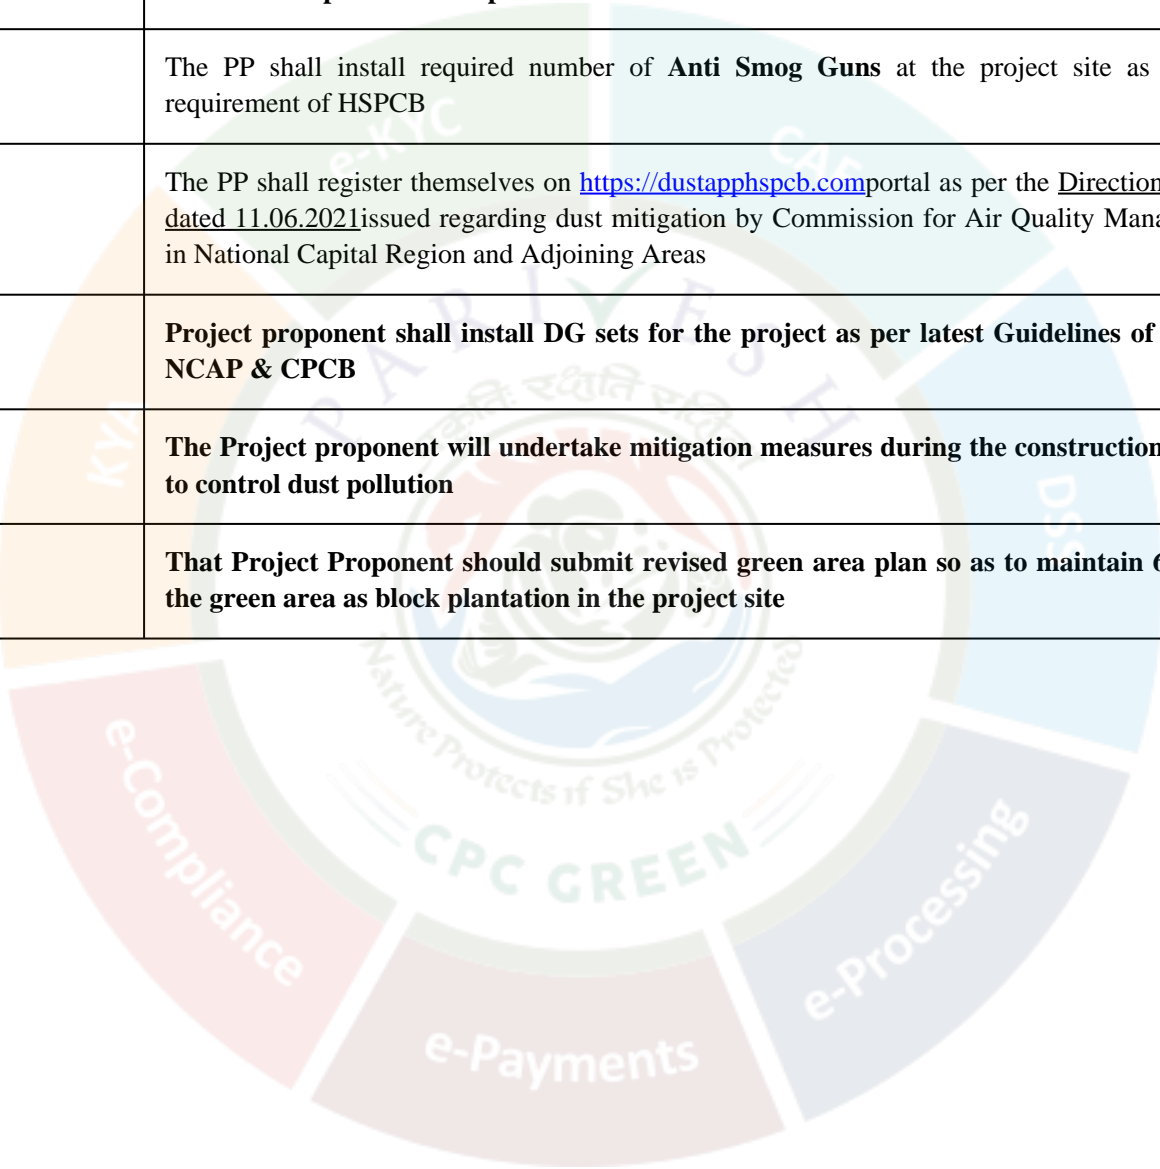 The PP shall install required number of Anti Smog Guns at the project site as
requirement of HSPCB
The PP shall register themselves on https://dustapphspcb.comportal as per the Direction
dated 11.06.2021issued regarding dust mitigation by Commission for Air Quality Mana
in National Capital Region and Adjoining Areas
Project proponent shall install DG sets for the project as per latest Guidelines of
NCAP & CPCB
The Project proponent will undertake mitigation measures during the construction
to control dust pollution
That Project Proponent should submit revised green area plan so as to maintain 6
the green area as block plantation in the project site
e-KYC
CAF
KYA
DSS
PARIVESH
Nature Protects if She is Protected
CPC GREEN
e-Compliance
e-Processing
e-Payments